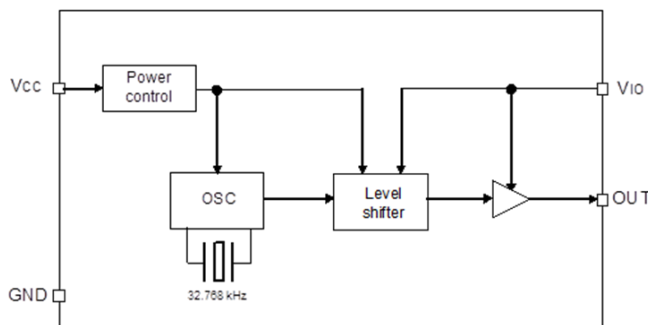 Vcc
Power
control
VIO
OSC
Level
shifter
OUT
32.768 kHz
GND